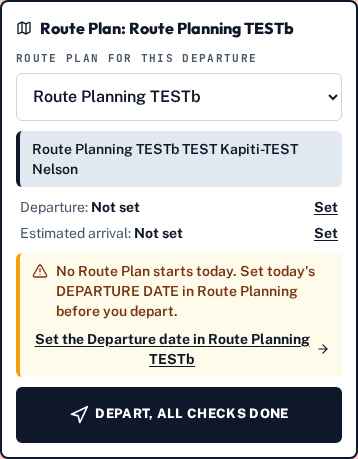 Route Plan: Route Planning TESTb
ROUTE PLAN FOR THIS DEPARTURE
Route Planning TESTb
Route Planning TESTb TEST Kapiti-TEST
Nelson
Departure: Not set Set
Estimated arrival: Not set Set
No Route Plan starts today. Set today's
DEPARTURE DATE in Route Planning
before you depart.
Set the Departure date in Route Planning
TESTb
DEPART, ALL CHECKS DONE